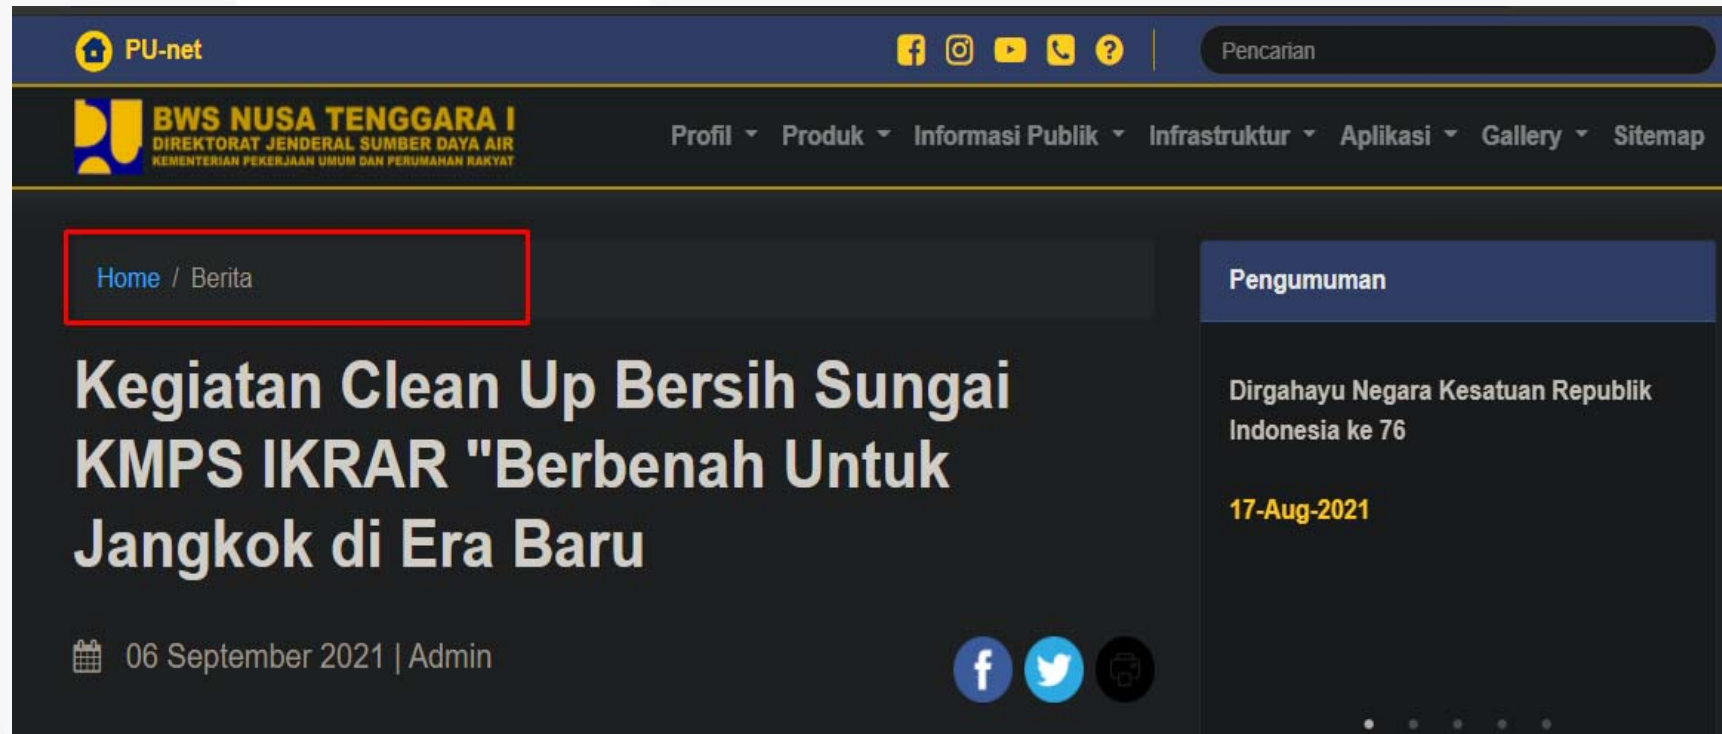 PU-net
Pencarian
BWS NUSA TENGGARA I
DIREKTORAT JENDERAL SUMBER DAYA AIR
KEMENTERIAN PEKERJAAN UMUM DAN PERUMAHAN RAKYAT
Profil Produk Informasi Publik Infrastruktur Aplikasi Gallery Sitemap
Home / Berita
Kegiatan Clean Up Bersih Sungai
KMPS IKRAR "Berbenah Untuk
Jangkok di Era Baru
06 September 2021 | Admin
Pengumuman
Dirgahayu Negara Kesatuan Republik
Indonesia ke 76
17-Aug-2021